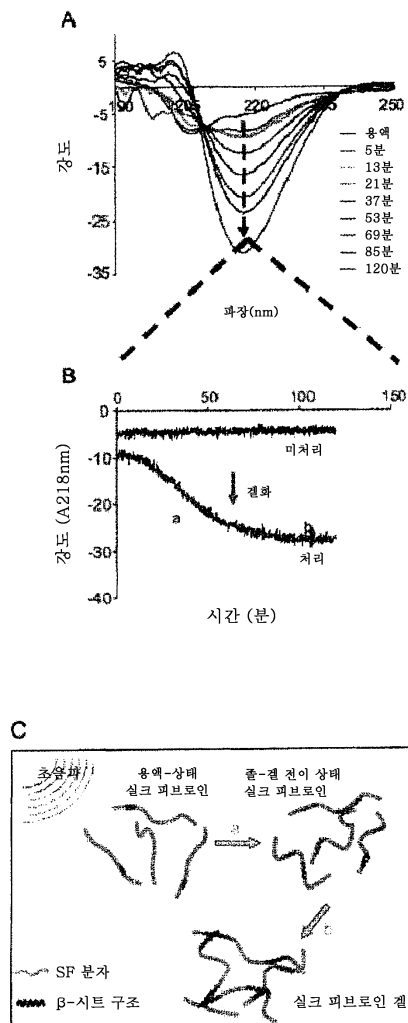 A
5
-5
-15
-25
-35
205
220
250
강도
용액
5분
13분
21분
37분
53분
69분
85분
120분
파장(nm)
B
0
50
100
150
0
-10
-20
-30
-40
미처리
겔화
a
처리
강도 (A218nm)
시간 (분)
C
초음파
용액-상태
실크 피브로인
졸-겔 전이 상태
실크 피브로인
a
b
SF 분자
β-시트 구조
실크 피브로인 겔